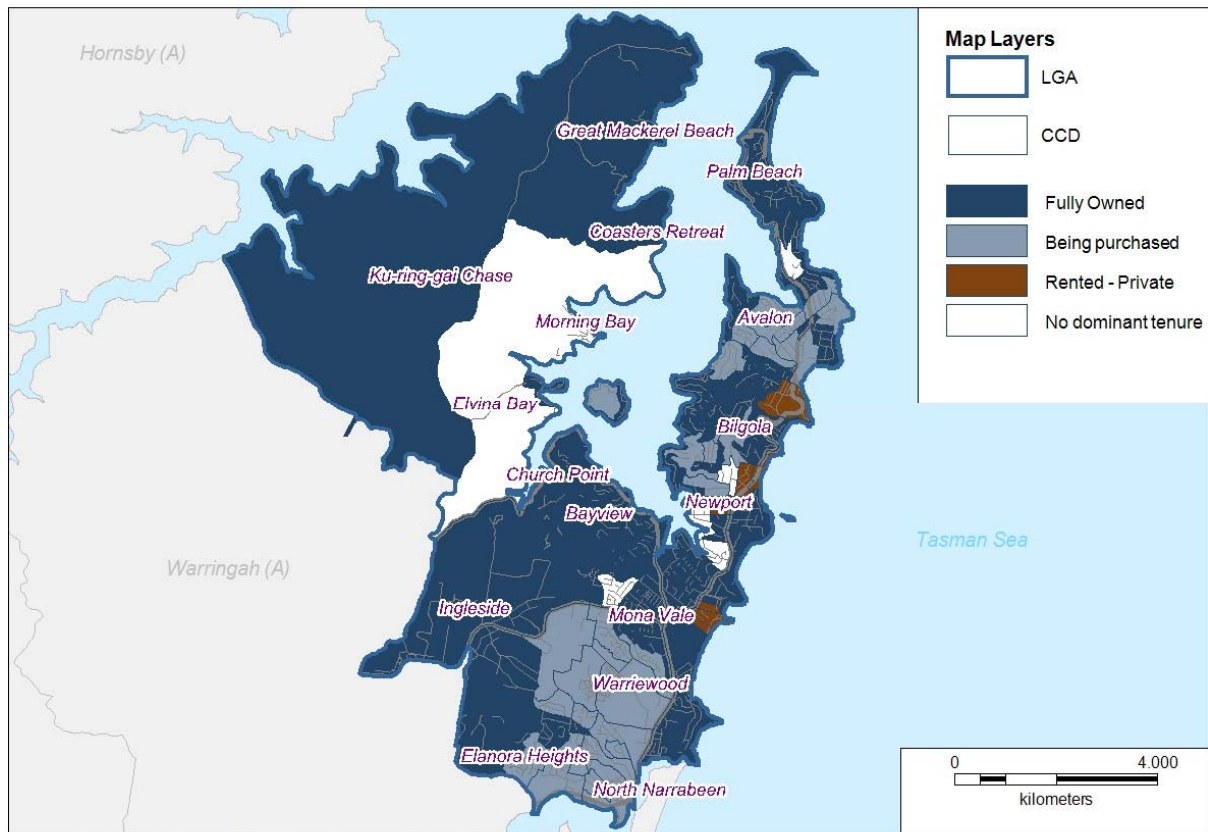 Hornsby (A)
Great Mackerel Beach
Palm Beach
Coasters Retreat
Ku-ring-gai Chase
Morning Bay
Avalon
Elvina Bay
Bilgola
Church Point
Newport
Bayview
Tasman Sea
Warringah (A)
Ingleside
Mona Vale
Warriewood
Elanora Heights
North Narrabeen
Map Layers
LGA
CCD
Fully Owned
Being purchased
Rented - Private
No dominant tenure
0 4.000
kilometers